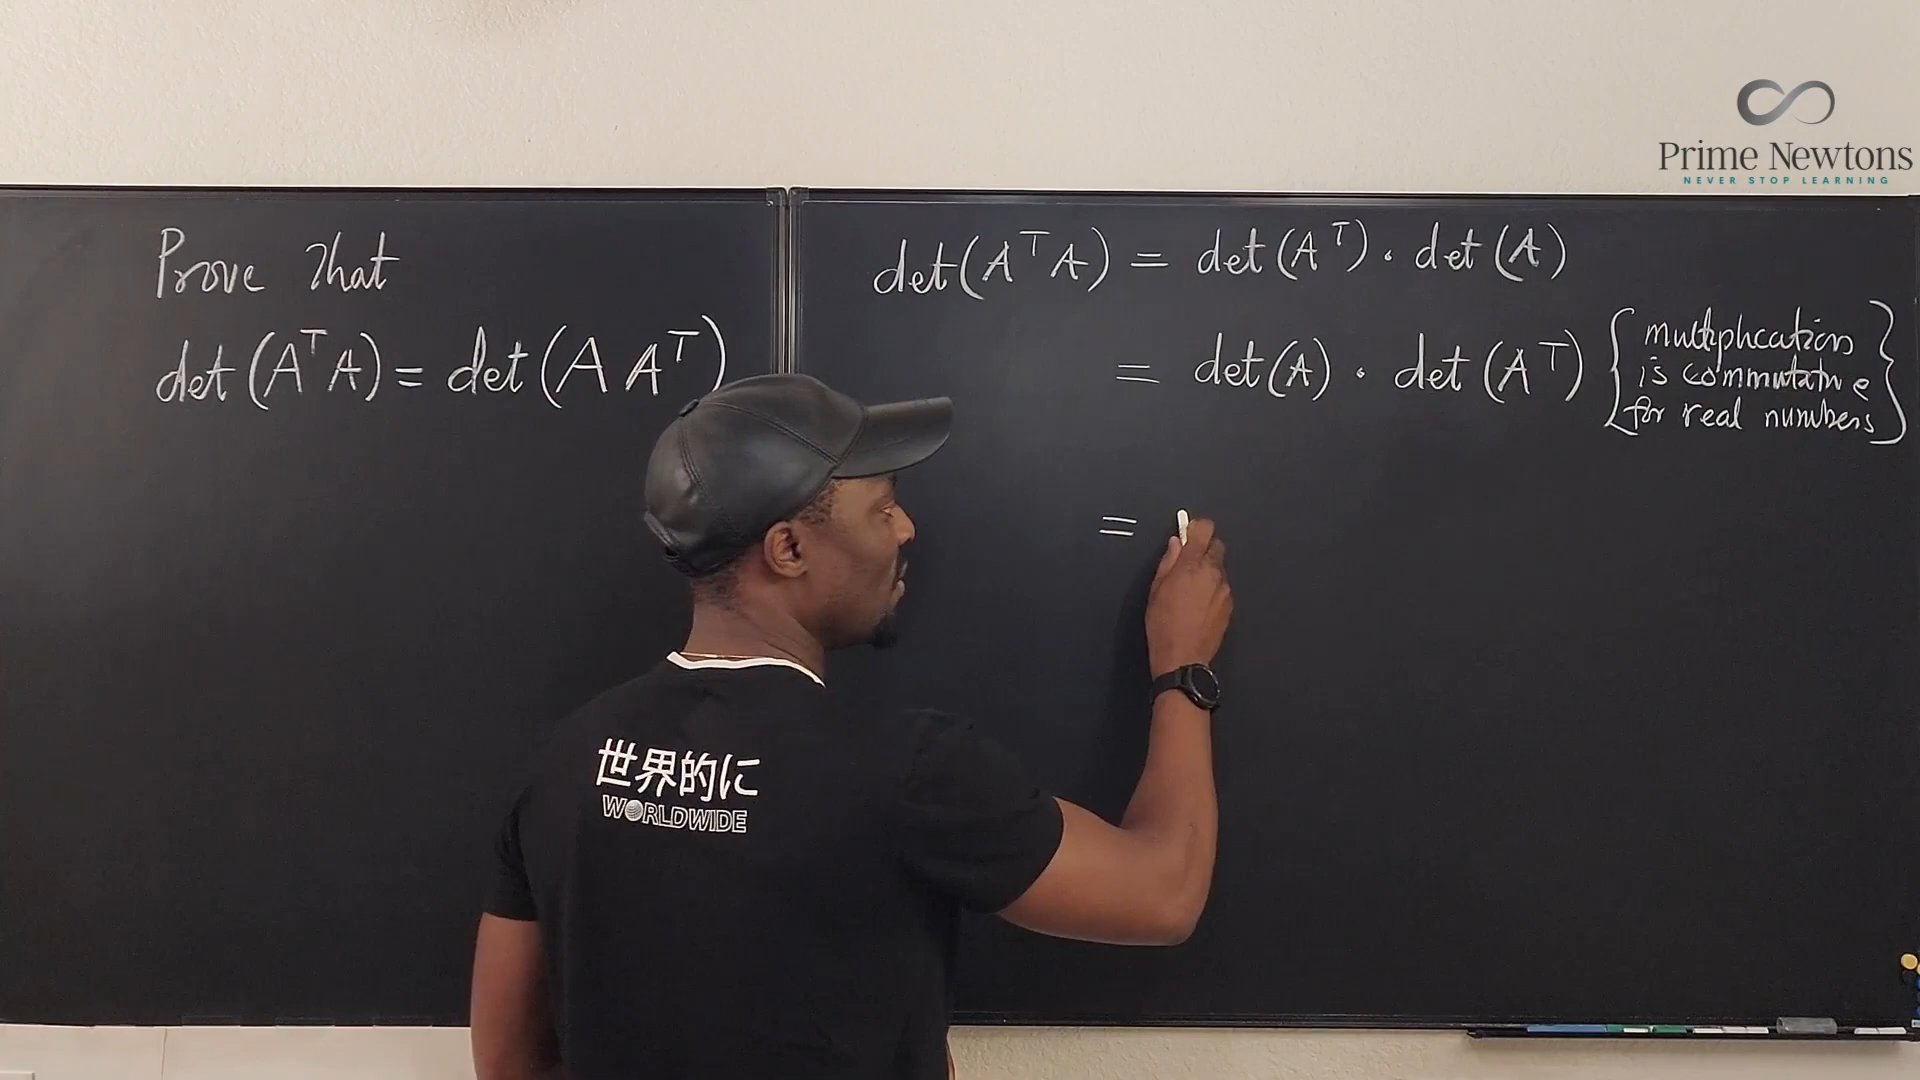 Prime Newtons
NEVER STOP LEARNING
Prove that
det(AᵀA) = det(A Aᵀ)
det(AᵀA) = det(Aᵀ) · det(A)
= det(A) · det(Aᵀ) { multiplication
is commutative
for real numbers }
=
世界的に
WORLDWIDE